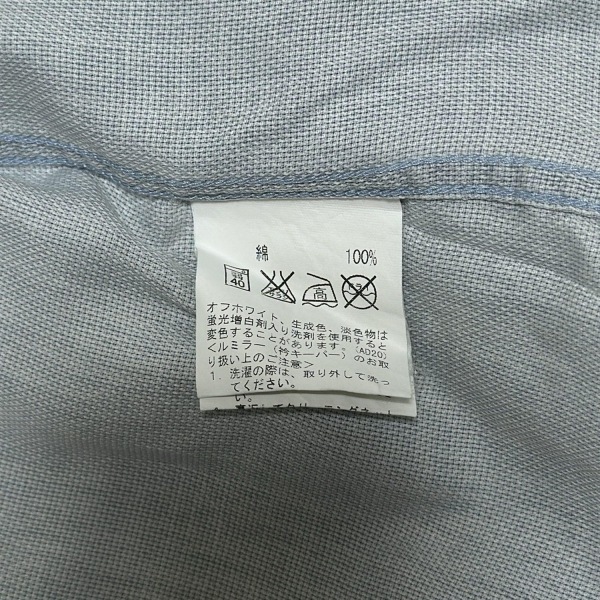 綿 100%
40 高
オフホワイト、生成色、淡色物は
蛍光増白剤入り洗剤を使用すると
変色することがあります。(AD20)
くルミラー(衿キーパー)のお取
り扱い上のご注意>
1. 洗濯の際は、取り外して洗っ
てください。
い。